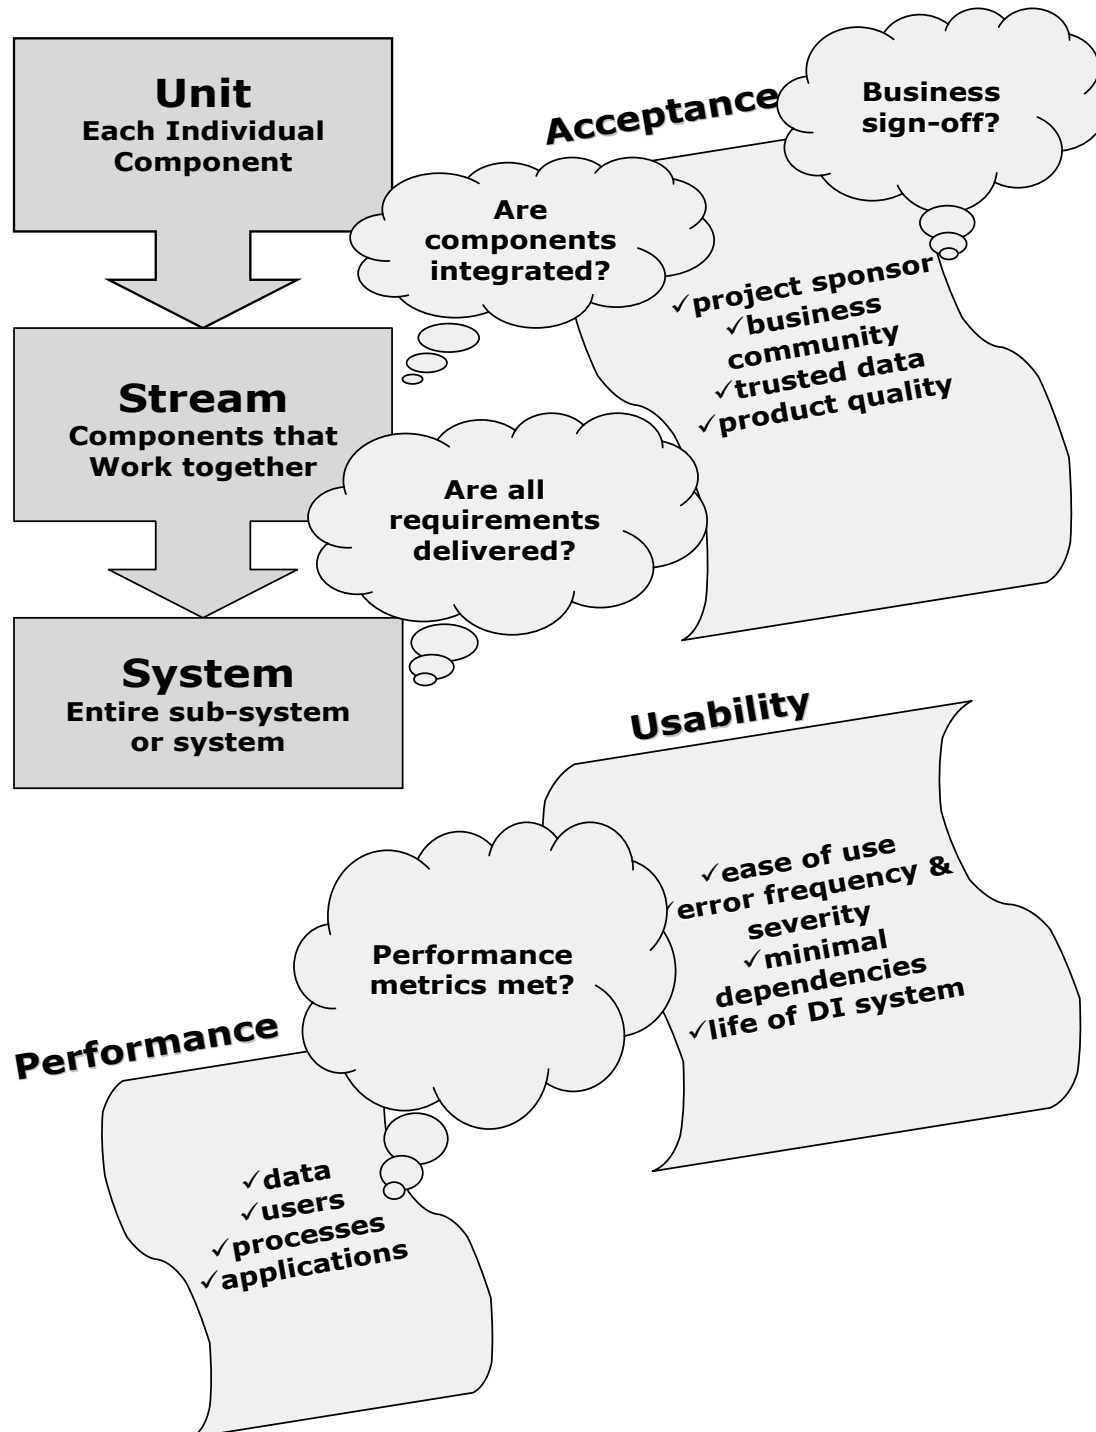 Unit
Each Individual
Component
Stream
Components that
Work together
System
Entire sub-system
or system
Are
components
integrated?
Are all
requirements
delivered?
Acceptance
Business
sign-off?
✓project sponsor
✓business
community
✓trusted data
✓product quality
Usability
✓ease of use
✓error frequency &
severity
✓minimal
dependencies
✓life of DI system
Performance
metrics met?
Performance
✓data
✓users
✓processes
✓applications